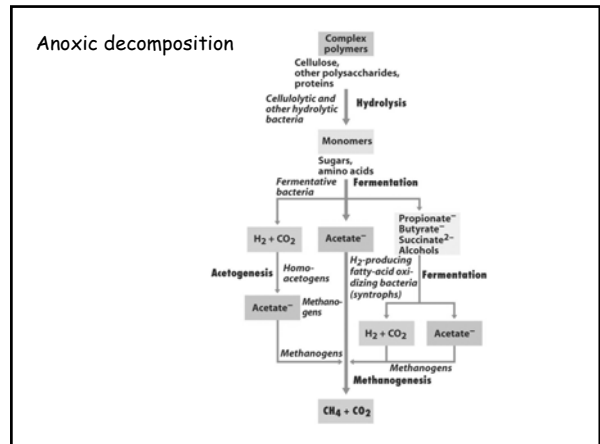 Anoxic decomposition
Complex
polymers
Cellulose,
other polysaccharides,
proteins
Cellulolytic and
other hydrolytic
bacteria
Hydrolysis
Monomers
Sugars,
amino acids
Fermentative
bacteria
Fermentation
H₂ + CO₂
Acetate⁻
Propionate⁻
Butyrate⁻
Succinate²⁻
Alcohols
Acetogenesis
Homo-
acetogens
H₂-producing
fatty-acid oxi-
dizing bacteria
(syntrophs)
Fermentation
Acetate⁻
Methano-
gens
H₂ + CO₂
Acetate⁻
Methanogens
Methanogens
Methanogenesis
CH₄ + CO₂